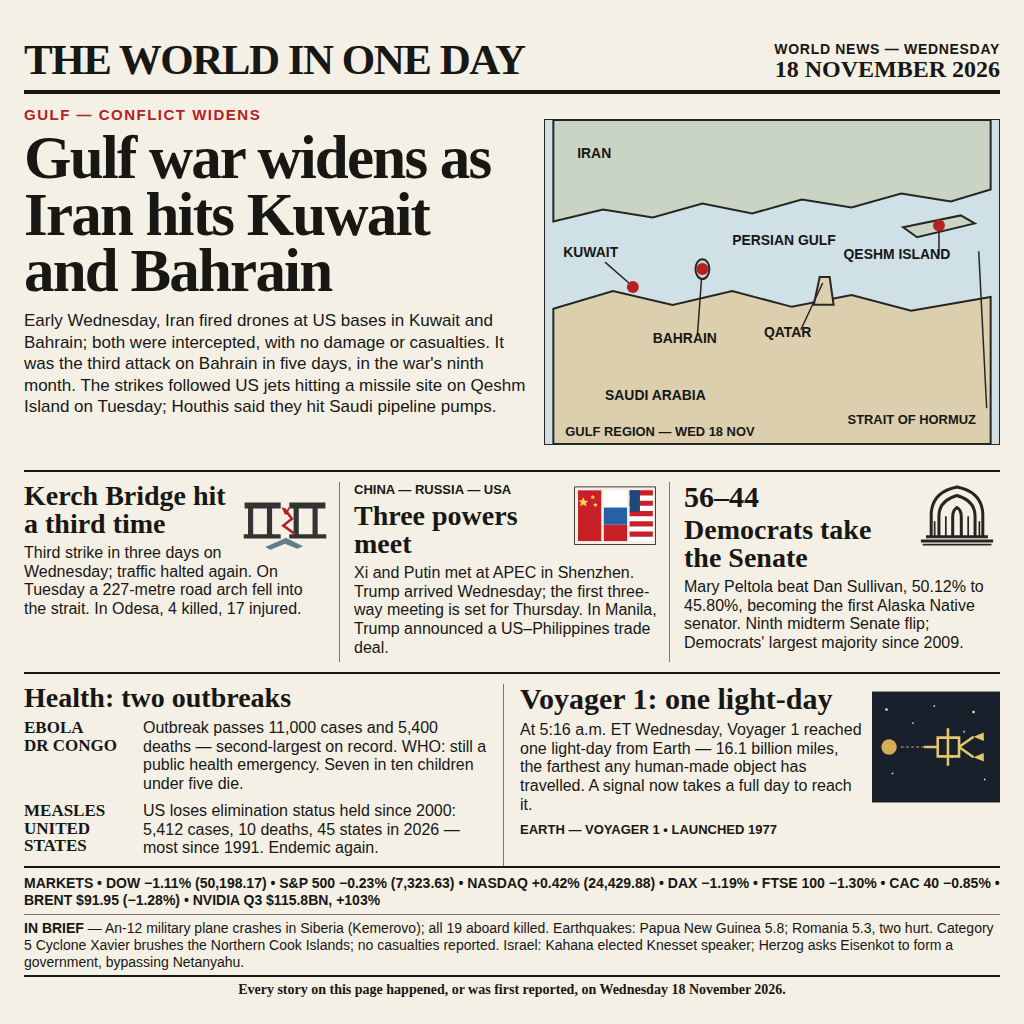 THE WORLD IN ONE DAY
WORLD NEWS — WEDNESDAY
18 NOVEMBER 2026
GULF — CONFLICT WIDENS
Gulf war widens as
Iran hits Kuwait
and Bahrain
Early Wednesday, Iran fired drones at US bases in Kuwait and
Bahrain; both were intercepted, with no damage or casualties. It
was the third attack on Bahrain in five days, in the war's ninth
month. The strikes followed US jets hitting a missile site on Qeshm
Island on Tuesday; Houthis said they hit Saudi pipeline pumps.
IRAN
PERSIAN GULF
KUWAIT
QESHM ISLAND
BAHRAIN
QATAR
SAUDI ARABIA
STRAIT OF HORMUZ
GULF REGION — WED 18 NOV
Kerch Bridge hit
a third time
Third strike in three days on
Wednesday; traffic halted again. On
Tuesday a 227-metre road arch fell into
the strait. In Odesa, 4 killed, 17 injured.
CHINA — RUSSIA — USA
Three powers
meet
Xi and Putin met at APEC in Shenzhen.
Trump arrived Wednesday; the first three-
way meeting is set for Thursday. In Manila,
Trump announced a US–Philippines trade
deal.
56–44
Democrats take
the Senate
Mary Peltola beat Dan Sullivan, 50.12% to
45.80%, becoming the first Alaska Native
senator. Ninth midterm Senate flip;
Democrats' largest majority since 2009.
Health: two outbreaks
EBOLA
DR CONGO
Outbreak passes 11,000 cases and 5,400
deaths — second-largest on record. WHO: still a
public health emergency. Seven in ten children
under five die.
MEASLES
UNITED
STATES
US loses elimination status held since 2000:
5,412 cases, 10 deaths, 45 states in 2026 —
most since 1991. Endemic again.
Voyager 1: one light-day
At 5:16 a.m. ET Wednesday, Voyager 1 reached
one light-day from Earth — 16.1 billion miles,
the farthest any human-made object has
travelled. A signal now takes a full day to reach
it.
EARTH — VOYAGER 1 • LAUNCHED 1977
MARKETS • DOW −1.11% (50,198.17) • S&P 500 −0.23% (7,323.63) • NASDAQ +0.42% (24,429.88) • DAX −1.19% • FTSE 100 −1.30% • CAC 40 −0.85% •
BRENT $91.95 (−1.28%) • NVIDIA Q3 $115.8BN, +103%
IN BRIEF — An-12 military plane crashes in Siberia (Kemerovo); all 19 aboard killed. Earthquakes: Papua New Guinea 5.8; Romania 5.3, two hurt. Category
5 Cyclone Xavier brushes the Northern Cook Islands; no casualties reported. Israel: Kahana elected Knesset speaker; Herzog asks Eisenkot to form a
government, bypassing Netanyahu.
Every story on this page happened, or was first reported, on Wednesday 18 November 2026.